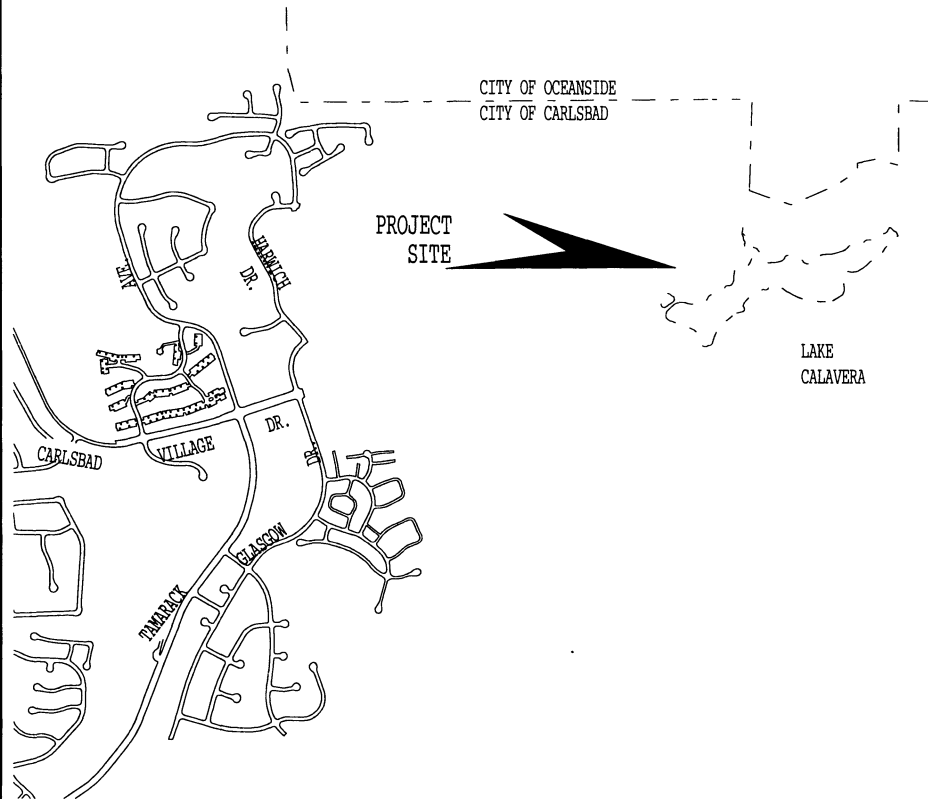 CITY OF OCEANSIDE
CITY OF CARLSBAD
PROJECT
SITE
HARWICH
DR.
AVE.
LAKE
CALAVERA
CARLSBAD
VILLAGE
DR.
DR.
GLASGOW
TAMARACK